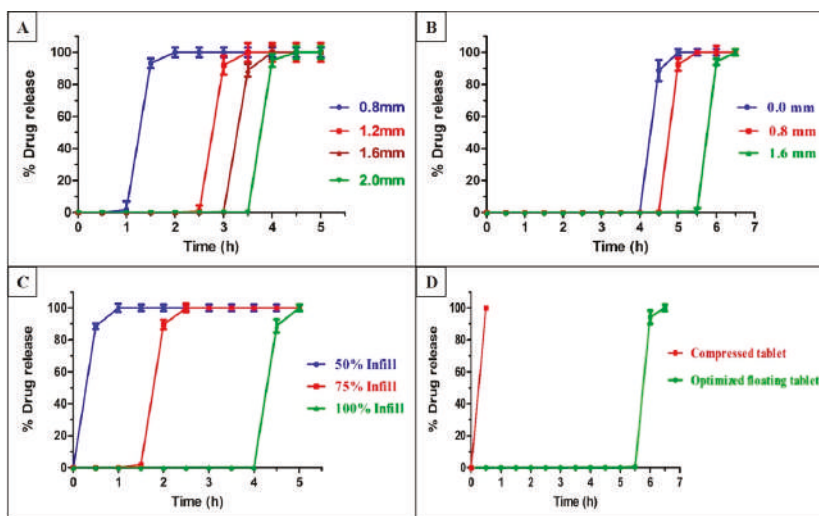 A
% Drug release
100
80
60
40
20
0
0 1 2 3 4 5
Time (h)
0.8mm
1.2mm
1.6mm
2.0mm
B
% Drug release
100
80
60
40
20
0
0 1 2 3 4 5 6 7
Time (h)
0.0 mm
0.8 mm
1.6 mm
C
% Drug release
100
80
60
40
20
0
0 1 2 3 4 5
Time (h)
50% Infill
75% Infill
100% Infill
D
% Drug release
100
80
60
40
20
0
0 1 2 3 4 5 6 7
Time (h)
Compressed tablet
Optimized floating tablet